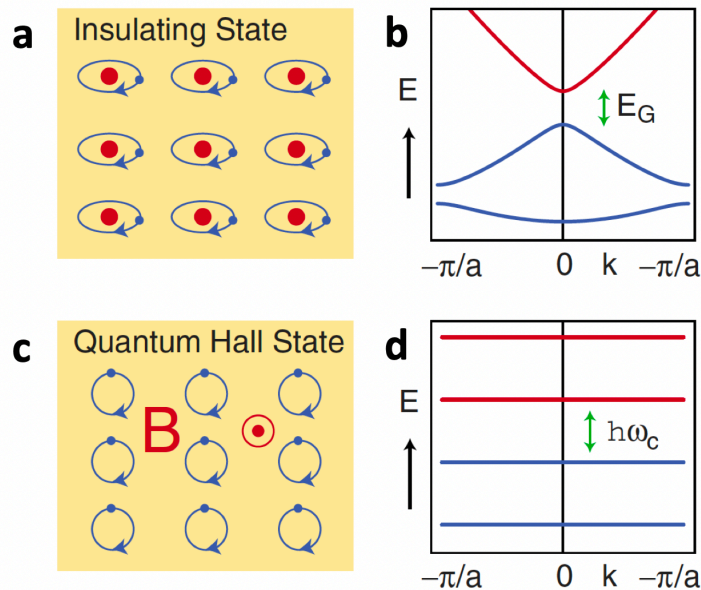 a
Insulating State
b
E
E_G
−π/a 0 k −π/a
c
Quantum Hall State
B
d
E
hω_c
−π/a 0 k −π/a